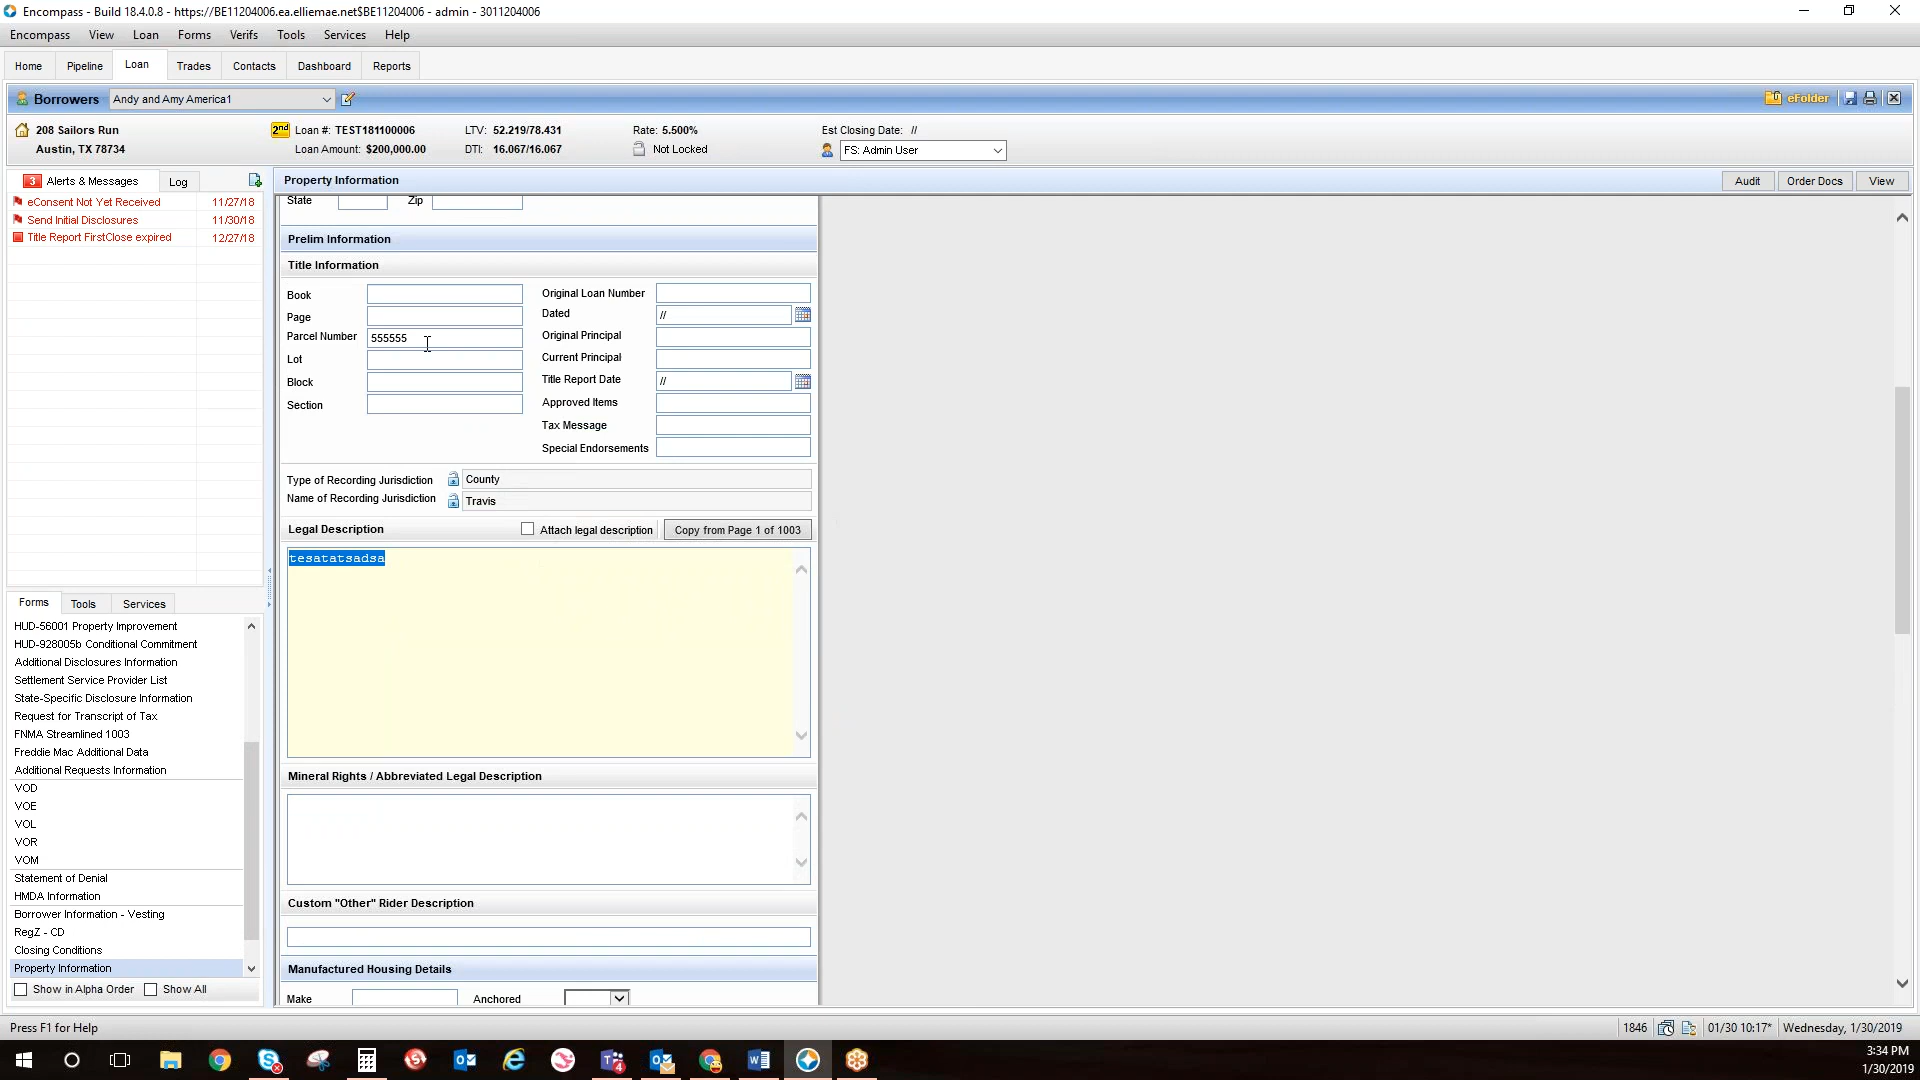 Encompass - Build 18.4.0.8 - https://BE11204006.ea.elliemae.net$BE11204006 - admin - 3011204006
Encompass View Loan Forms Verifs Tools Services Help
Home Pipeline Loan Trades Contacts Dashboard Reports
Borrowers Andy and Amy America1 eFolder
208 Sailors Run 2nd Loan #: TEST181100006 LTV: 52.219/78.431 Rate: 5.500% Est Closing Date: //
Austin, TX 78734 Loan Amount: $200,000.00 DTI: 16.067/16.067 Not Locked FS: Admin User
3 Alerts & Messages Log
eConsent Not Yet Received 11/27/18
Send Initial Disclosures 11/30/18
Title Report FirstClose expired 12/27/18
Forms Tools Services
HUD-56001 Property Improvement
HUD-928005b Conditional Commitment
Additional Disclosures Information
Settlement Service Provider List
State-Specific Disclosure Information
Request for Transcript of Tax
FNMA Streamlined 1003
Freddie Mac Additional Data
Additional Requests Information
VOD
VOE
VOL
VOR
VOM
Statement of Denial
HMDA Information
Borrower Information - Vesting
RegZ - CD
Closing Conditions
Property Information
Show in Alpha Order Show All
Property Information Audit Order Docs View
State Zip
Prelim Information
Title Information
Book Original Loan Number
Page Dated //
Parcel Number 555555 Original Principal
Lot Current Principal
Block Title Report Date //
Section Approved Items
Tax Message
Special Endorsements
Type of Recording Jurisdiction County
Name of Recording Jurisdiction Travis
Legal Description Attach legal description Copy from Page 1 of 1003
tesatatsadsa
Mineral Rights / Abbreviated Legal Description
Custom "Other" Rider Description
Manufactured Housing Details
Make Anchored
Press F1 for Help 1846 01/30 10:17* Wednesday, 1/30/2019
4
3:34 PM
1/30/2019